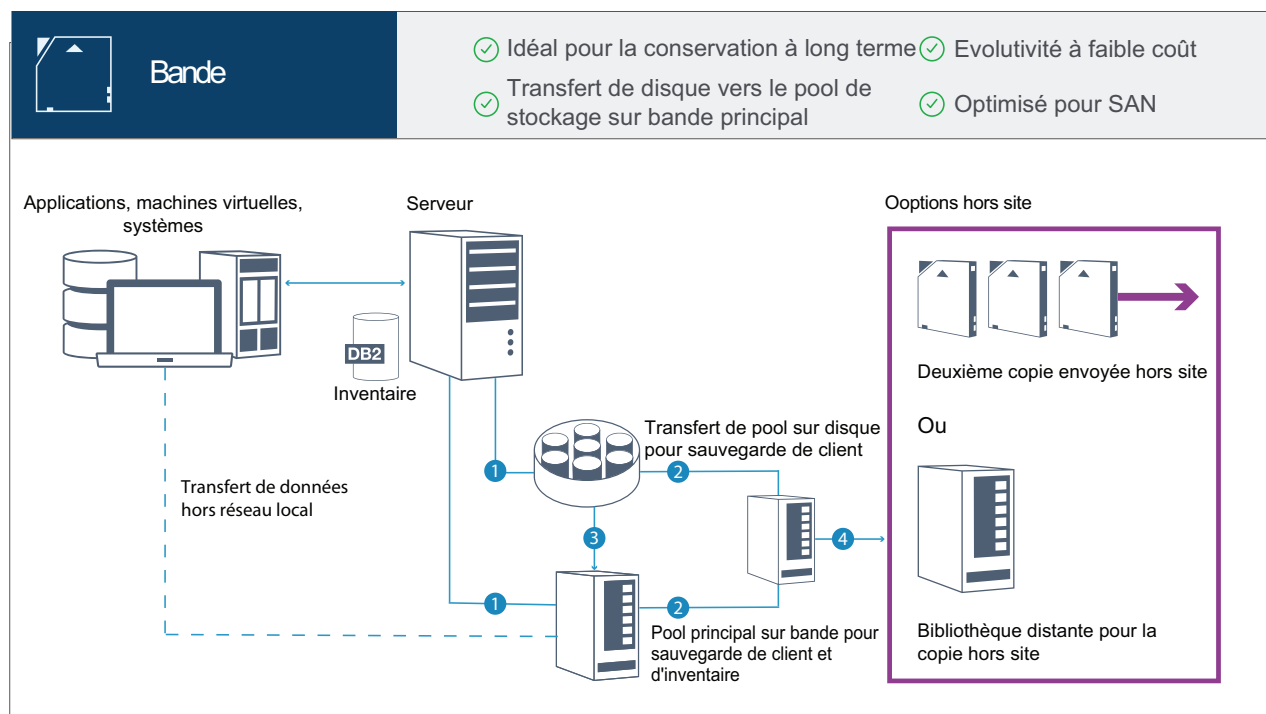 Bande
Idéal pour la conservation à long terme
Evolutivité à faible coût
Transfert de disque vers le pool de
stockage sur bande principal
Optimisé pour SAN
Applications, machines virtuelles,
systèmes
Serveur
Ooptions hors site
DB2
Inventaire
Deuxième copie envoyée hors site
Transfert de pool sur disque
pour sauvegarde de client
Ou
1
2
Transfert de données
hors réseau local
3
4
1
2
Pool principal sur bande pour
sauvegarde de client et
d'inventaire
Bibliothèque distante pour la
copie hors site